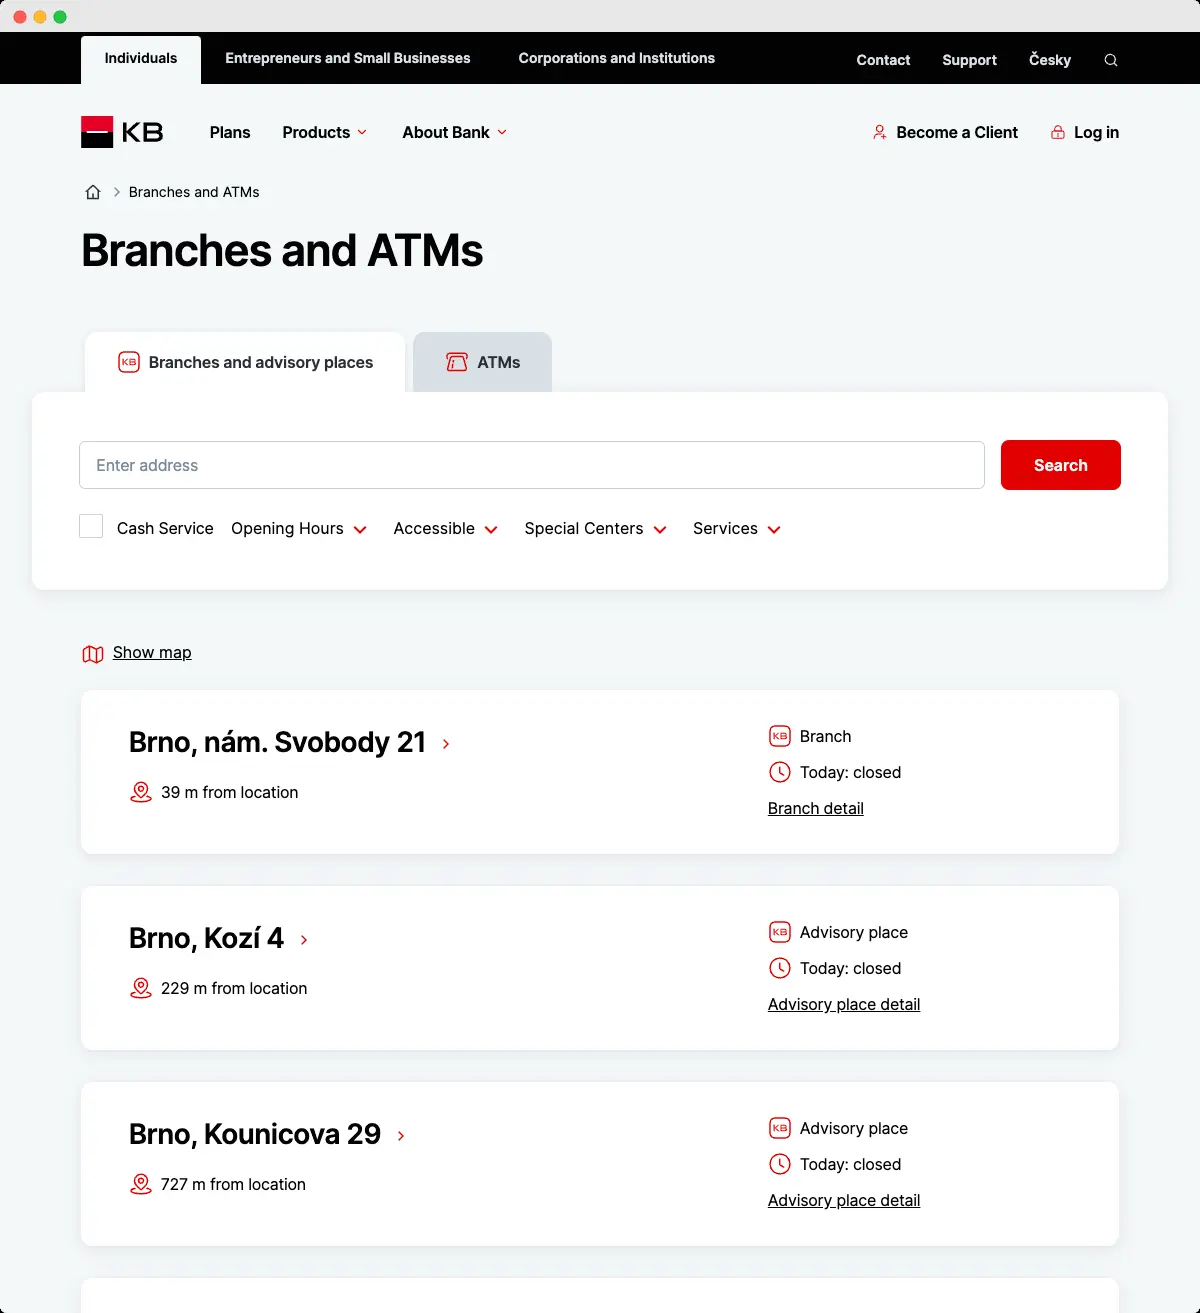 Individuals Entrepreneurs and Small Businesses Corporations and Institutions Contact Support Česky
KB Plans Products About Bank Become a Client Log in
Branches and ATMs
Branches and ATMs
KB Branches and advisory places ATMs
Enter address Search
Cash Service Opening Hours Accessible Special Centers Services
Show map
Brno, nám. Svobody 21
39 m from location
KB Branch
Today: closed
Branch detail
Brno, Kozí 4
229 m from location
KB Advisory place
Today: closed
Advisory place detail
Brno, Kounicova 29
727 m from location
KB Advisory place
Today: closed
Advisory place detail